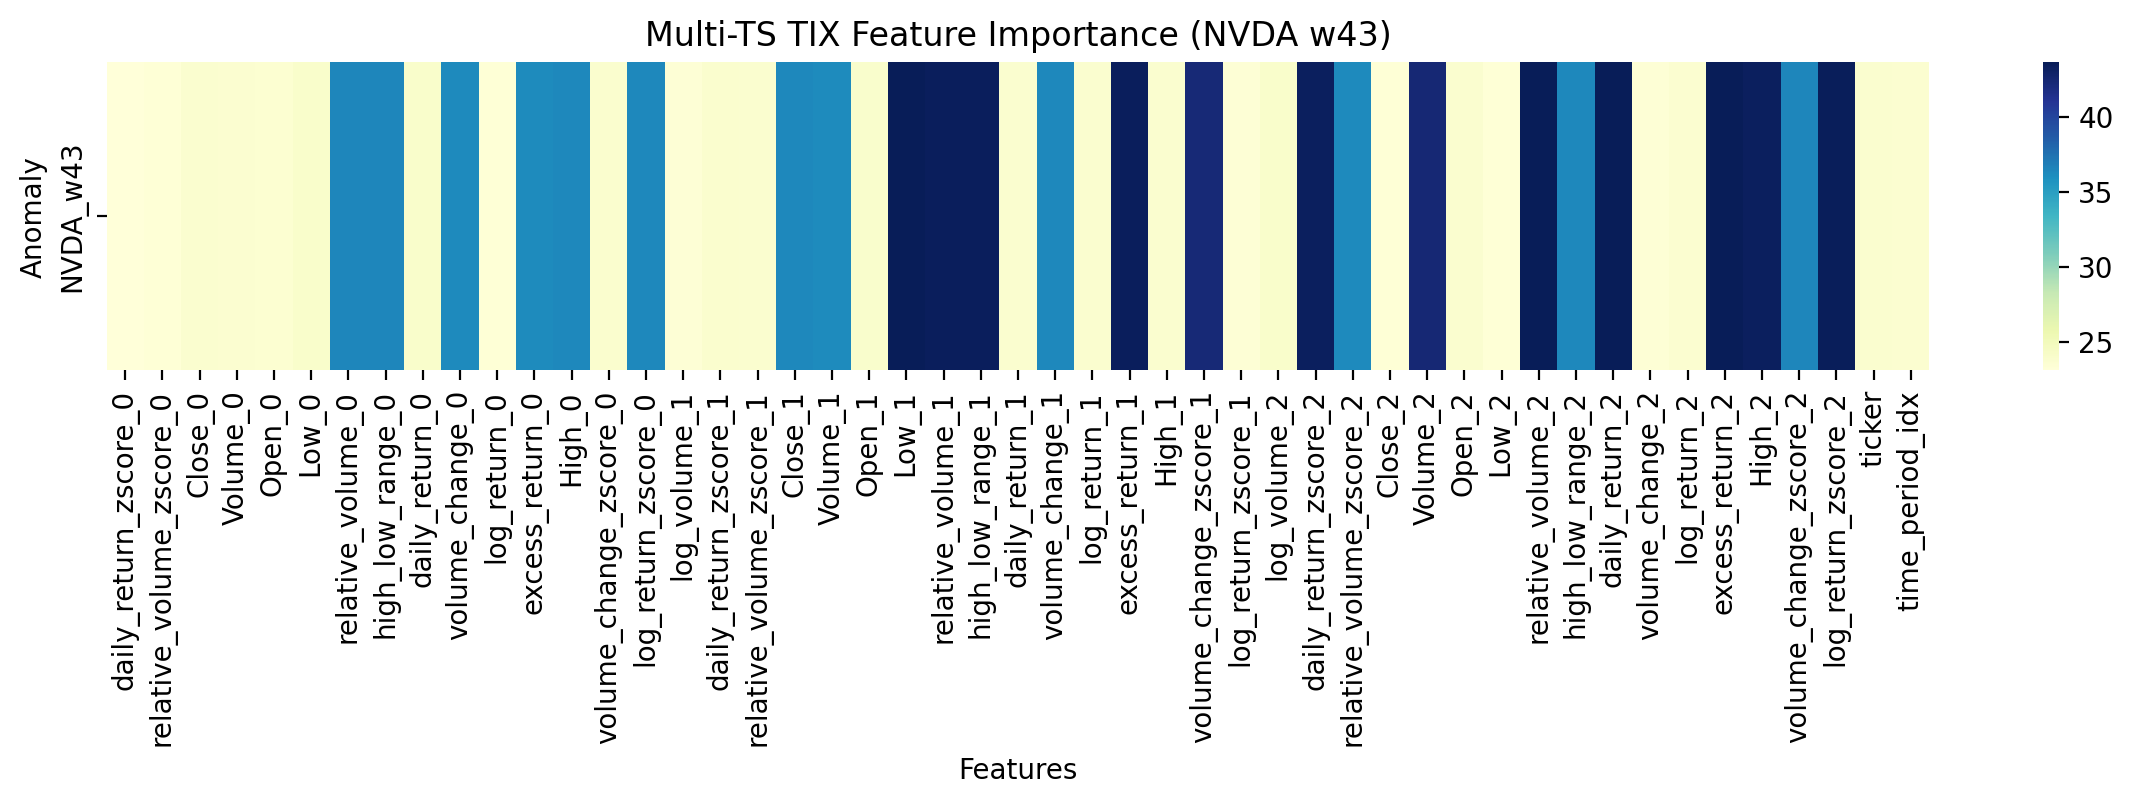 Multi-TS TIX Feature Importance (NVDA w43)
Anomaly
NVDA_w43
40
35
30
25
daily_return_zscore_0
relative_volume_zscore_0
Close_0
Volume_0
Open_0
Low_0
relative_volume_0
high_low_range_0
daily_return_0
volume_change_0
log_return_0
excess_return_0
High_0
volume_change_zscore_0
log_return_zscore_0
log_volume_1
daily_return_zscore_1
relative_volume_zscore_1
Close_1
Volume_1
Open_1
Low_1
relative_volume_1
high_low_range_1
daily_return_1
volume_change_1
log_return_1
excess_return_1
High_1
volume_change_zscore_1
log_return_zscore_1
log_volume_2
daily_return_zscore_2
relative_volume_zscore_2
Close_2
Volume_2
Open_2
Low_2
relative_volume_2
high_low_range_2
daily_return_2
volume_change_2
log_return_2
excess_return_2
High_2
volume_change_zscore_2
log_return_zscore_2
ticker
time_period_idx
Features